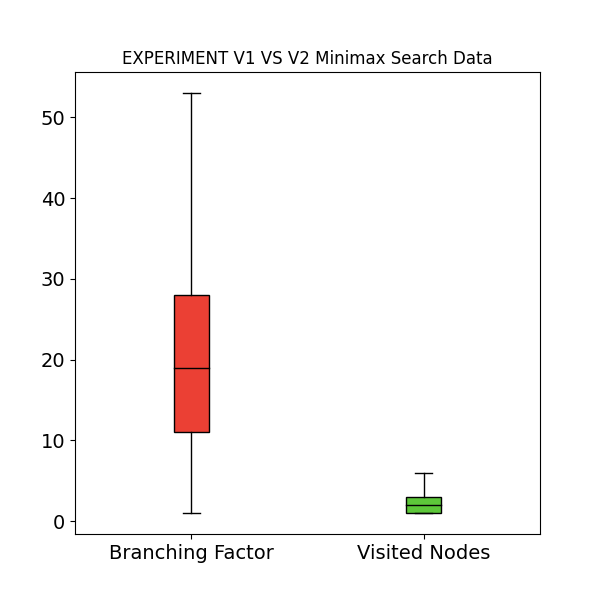 EXPERIMENT V1 VS V2 Minimax Search Data
50
40
30
20
10
0
Branching Factor
Visited Nodes